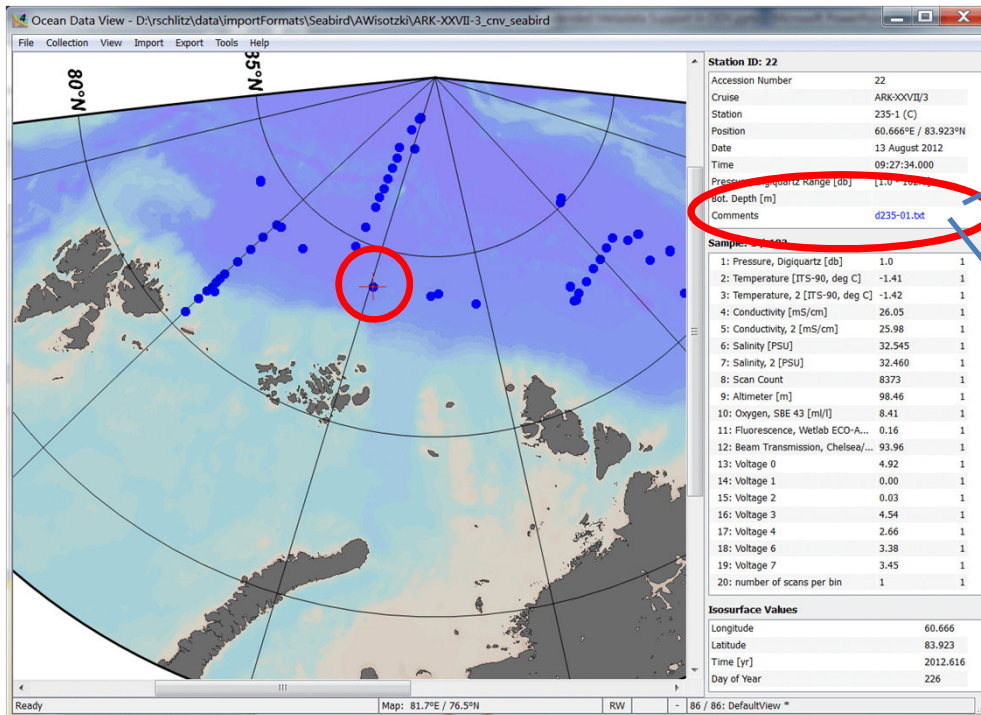 Ocean Data View - D:\rschlitz\data\importFormats\Seabird\AWisotzki\ARK-XXVII-3_cnv_seabird
File Collection View Import Export Tools Help
80°N
85°N
Station ID: 22
Accession Number 22
Cruise ARK-XXVII/3
Station 235-1 (C)
Position 60.666°E / 83.923°N
Date 13 August 2012
Time 09:27:34.000
Range [db] [1.0 -
Bot. Depth [m]
Comments d235-01.txt
1: Pressure, Digiquartz [db] 1.0 1
2: Temperature [ITS-90, deg C] -1.41 1
3: Temperature, 2 [ITS-90, deg C] -1.42 1
4: Conductivity [mS/cm] 26.05 1
5: Conductivity, 2 [mS/cm] 25.98 1
6: Salinity [PSU] 32.545 1
7: Salinity, 2 [PSU] 32.460 1
8: Scan Count 8373 1
9: Altimeter [m] 98.46 1
10: Oxygen, SBE 43 [ml/l] 8.41 1
11: Fluorescence, Wetlab ECO-A... 0.16 1
12: Beam Transmission, Chelsea/... 93.96 1
13: Voltage 0 4.92 1
14: Voltage 1 0.00 1
15: Voltage 2 0.03 1
16: Voltage 3 4.54 1
17: Voltage 4 2.66 1
18: Voltage 6 3.38 1
19: Voltage 7 3.45 1
20: number of scans per bin 1 1
Isosurface Values
Longitude 60.666
Latitude 83.923
Time [yr] 2012.616
Day of Year 226
Ready
Map: 81.7°E / 76.5°N
RW
- 86 / 86: DefaultView *